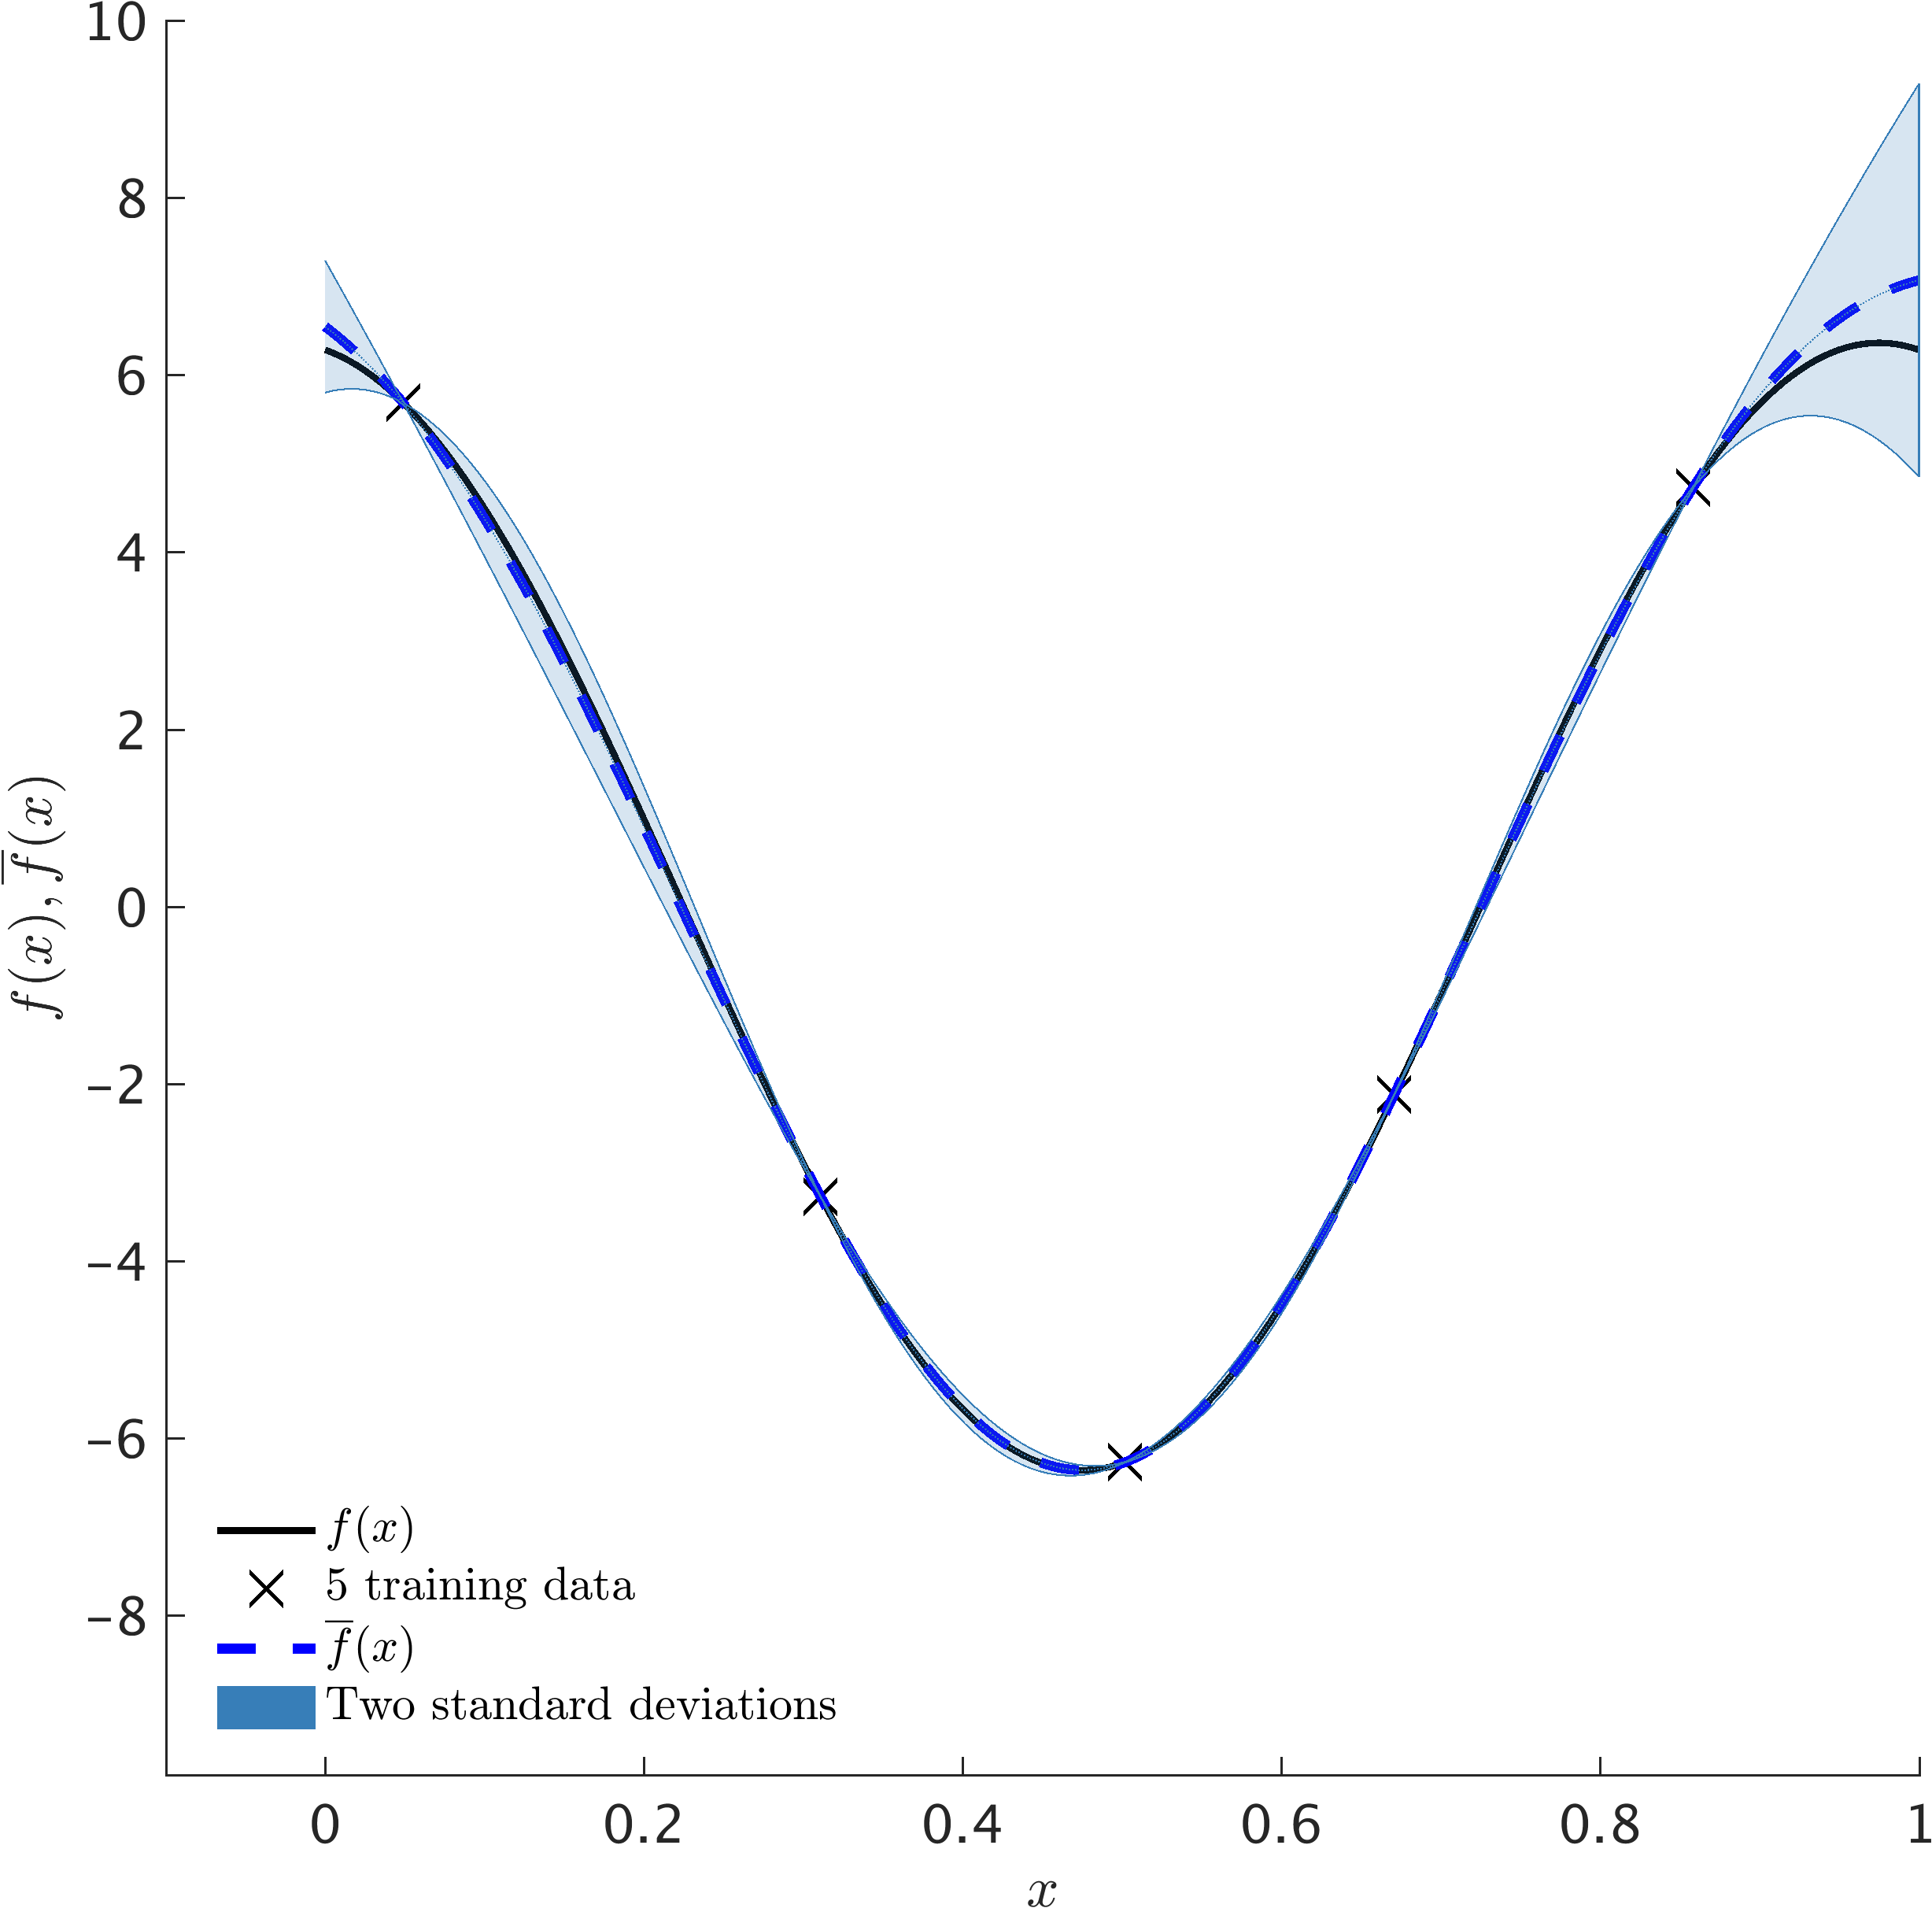 10
8
6
4
2
0
−2
−4
−6
−8
f(x), f̅(x)
f(x)
5 training data
f̅(x)
Two standard deviations
0 0.2 0.4 0.6 0.8 1
x